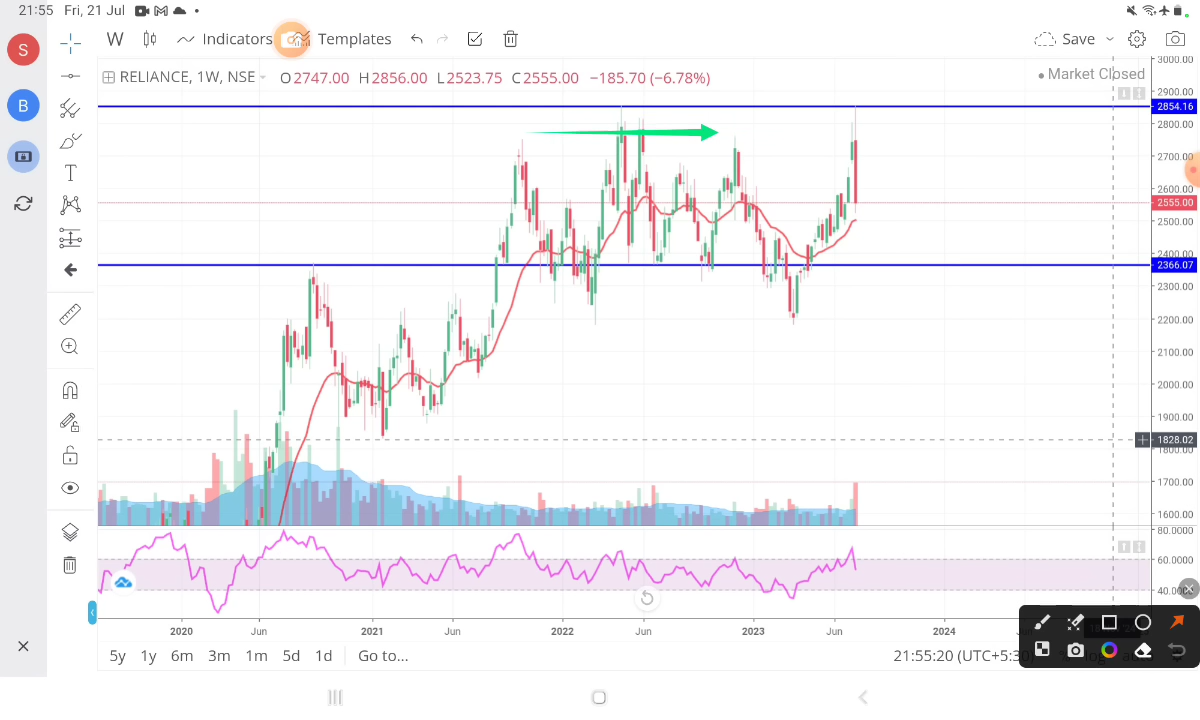 21:55 Fri, 21 Jul
S
B
W Indicators Templates Save
RELIANCE, 1W, NSE O2747.00 H2856.00 L2523.75 C2555.00 −185.70 (−6.78%)
Market Closed
3000.00
2900.00
2854.16
2800.00
2700.00
2600.00
2555.00
2500.00
2400.00
2366.07
2300.00
2200.00
2100.00
2000.00
1900.00
1828.02
1800.00
1700.00
1600.00
80.0000
60.0000
40.0000
T
2020 Jun 2021 Jun 2022 Jun 2023 Jun 2024
5y 1y 6m 3m 1m 5d 1d Go to... 21:55:20 (UTC+5:30)